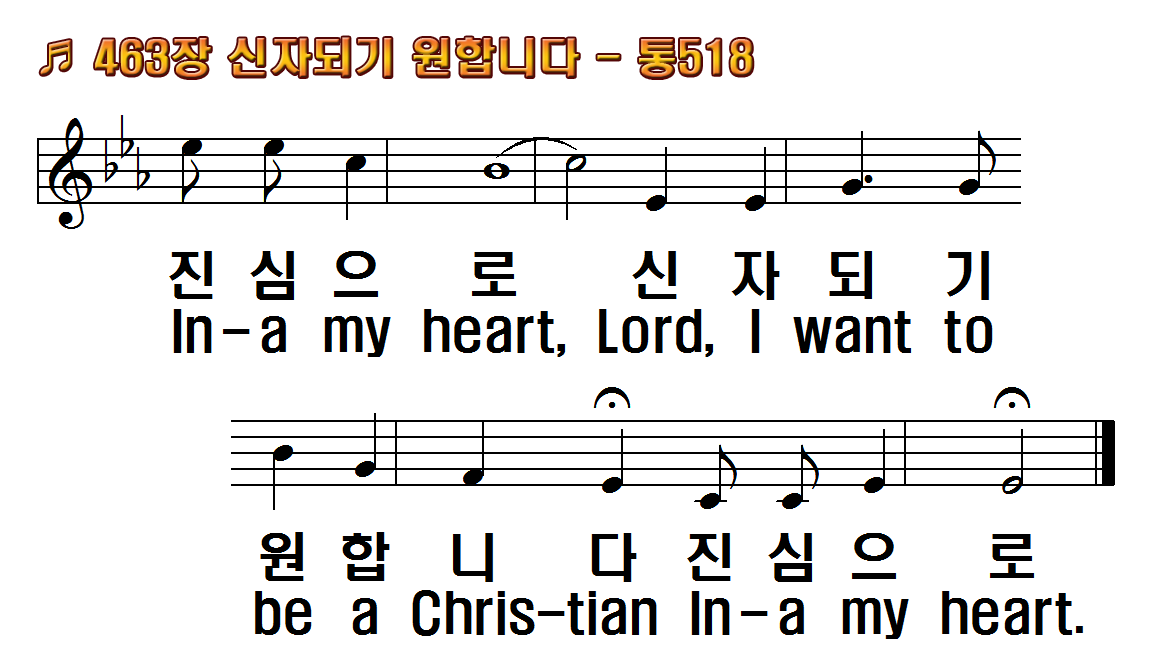 463장 신자되기 원합니다 - 통518
진 심 으 로 신 자 되 기
In-a my heart, Lord, I want to
원 합 니 다 진 심 으 로
be a Chris-tian In-a my heart.